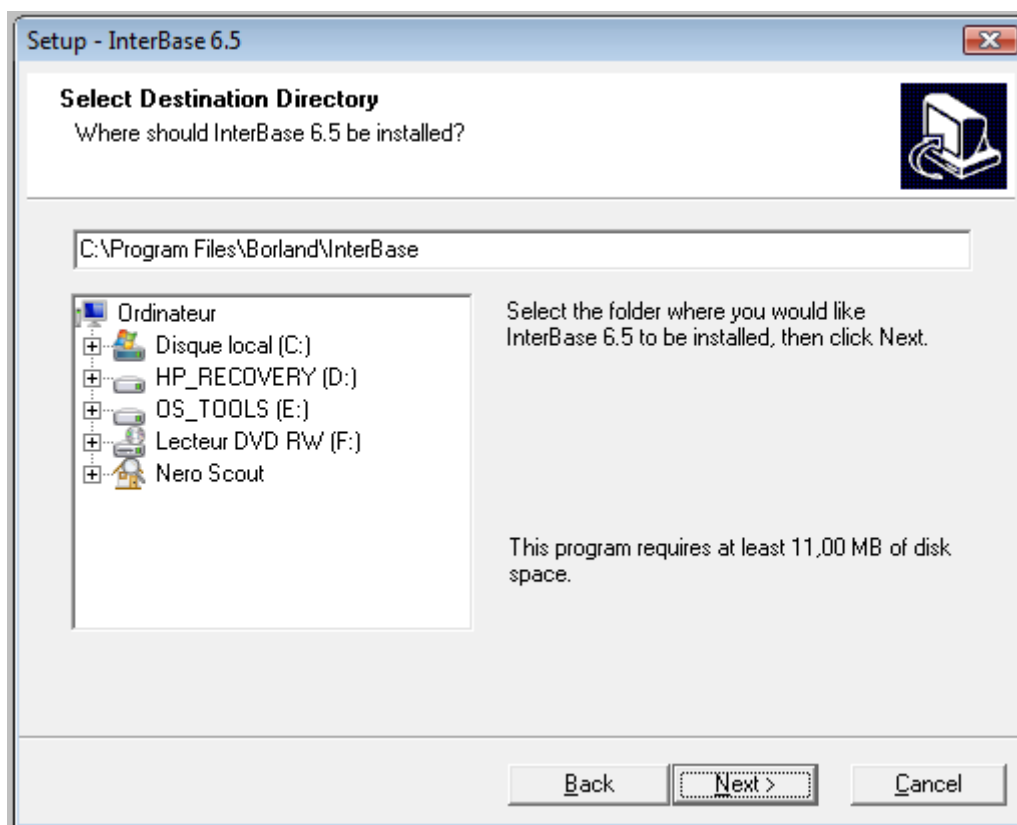 Setup - InterBase 6.5
Select Destination Directory
Where should InterBase 6.5 be installed?
C:\Program Files\Borland\InterBase
Ordinateur
Disque local (C:)
HP_RECOVERY (D:)
OS_TOOLS (E:)
Lecteur DVD RW (F:)
Nero Scout
Select the folder where you would like
InterBase 6.5 to be installed, then click Next.
This program requires at least 11,00 MB of disk
space.
Back
Next >
Cancel